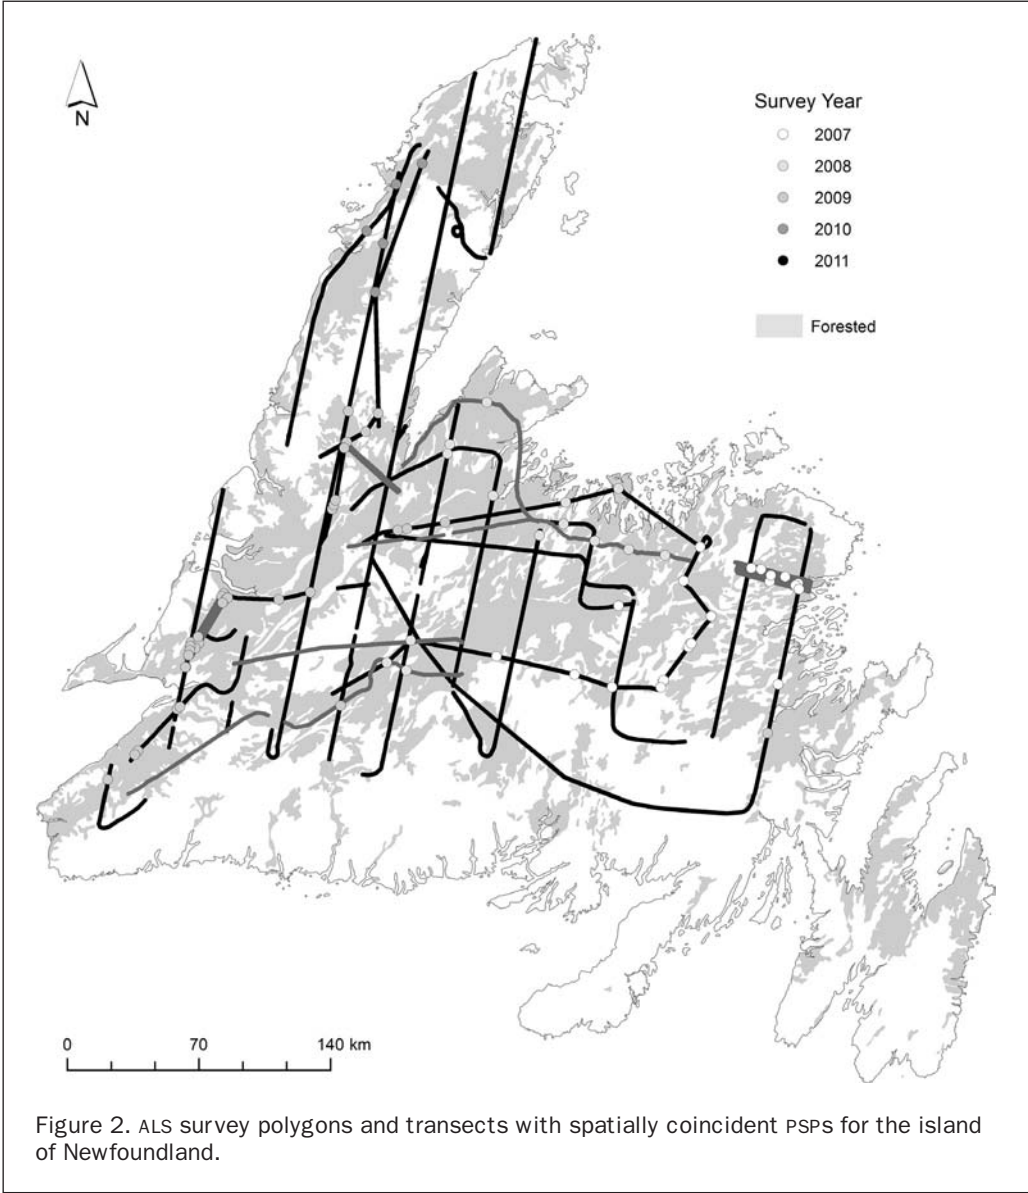 N
Survey Year
2007
2008
2009
2010
2011
Forested
0 70 140 km
Figure 2. ALS survey polygons and transects with spatially coincident PSPs for the island
of Newfoundland.